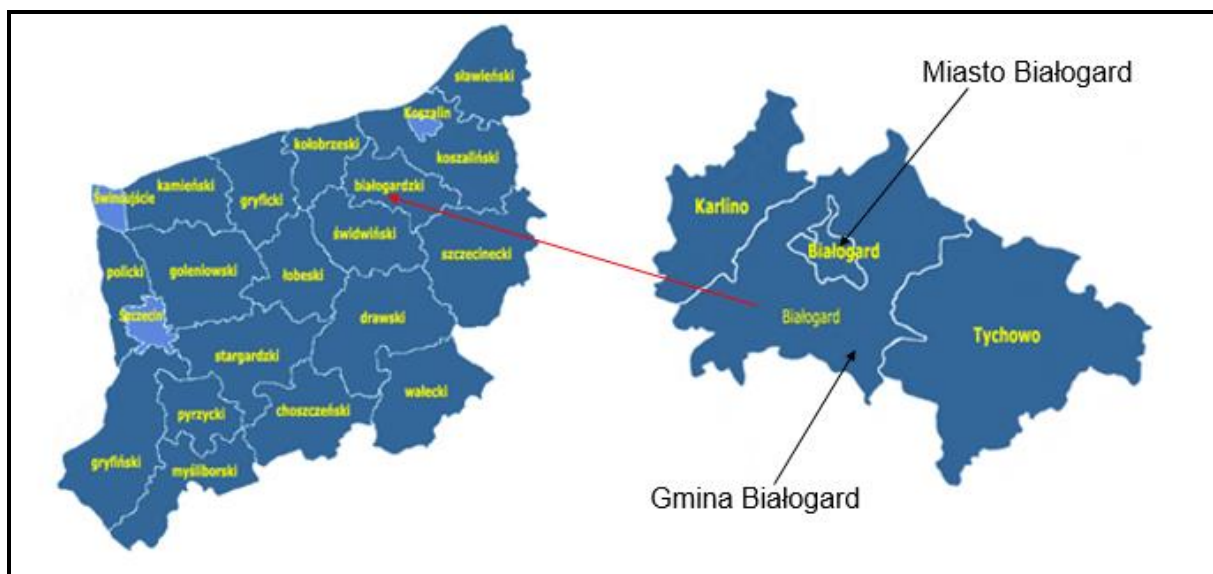 sławieński
Koszalin
kołobrzeski
koszaliński
białogardzki
Świnoujście
kamieński
gryficki
świdwiński
szczecinecki
policki
goleniowski
łobeski
Szczecin
drawski
stargardzki
wałecki
pyrzycki
choszczeński
gryfiński
myśliborski
Miasto Białogard
Karlino
Białogard
Białogard
Tychowo
Gmina Białogard